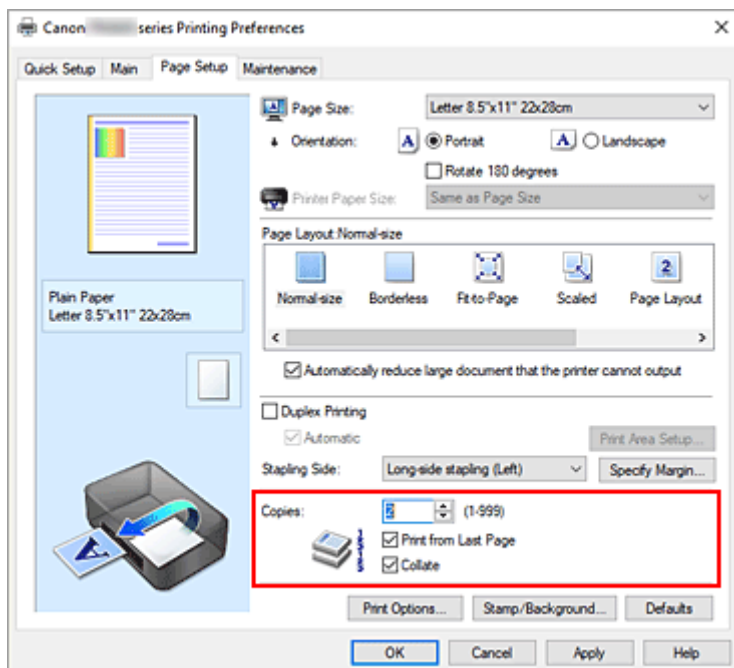 Canon series Printing Preferences
Quick Setup Main Page Setup Maintenance
Page Size: Letter 8.5"x11" 22x28cm
Orientation: A Portrait A Landscape
Rotate 180 degrees
Printer Paper Size: Same as Page Size
Page Layout:Normal-size
2
Normal-size Borderless Fit-to-Page Scaled Page Layout
Plain Paper
Letter 8.5"x11" 22x28cm
Automatically reduce large document that the printer cannot output
Duplex Printing
Automatic Print Area Setup...
Stapling Side: Long-side stapling (Left) Specify Margin...
Copies: 2 (1-999)
Print from Last Page
Collate
A
Print Options... Stamp/Background... Defaults
OK Cancel Apply Help